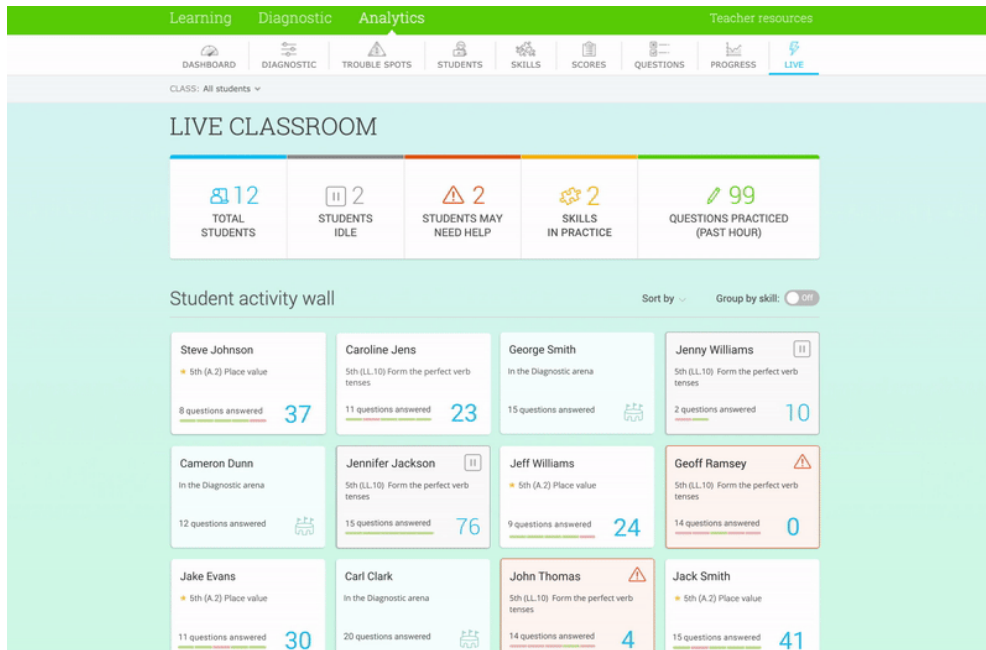 Learning Diagnostic Analytics Teacher resources
DASHBOARD DIAGNOSTIC TROUBLE SPOTS STUDENTS SKILLS SCORES QUESTIONS PROGRESS LIVE
CLASS: All students
LIVE CLASSROOM
12
TOTAL
STUDENTS
2
STUDENTS
IDLE
2
STUDENTS MAY
NEED HELP
2
SKILLS
IN PRACTICE
99
QUESTIONS PRACTICED
(PAST HOUR)
Student activity wall
Sort by
Group by skill: Off
Steve Johnson
5th (A.2) Place value
8 questions answered 37
Caroline Jens
5th (LL.10) Form the perfect verb
tenses
11 questions answered 23
George Smith
In the Diagnostic arena
15 questions answered
Jenny Williams
5th (LL.10) Form the perfect verb
tenses
2 questions answered 10
Cameron Dunn
In the Diagnostic arena
12 questions answered
Jennifer Jackson
5th (LL.10) Form the perfect verb
tenses
15 questions answered 76
Jeff Williams
5th (A.2) Place value
9 questions answered 24
Geoff Ramsey
5th (LL.10) Form the perfect verb
tenses
14 questions answered 0
Jake Evans
5th (A.2) Place value
11 questions answered 30
Carl Clark
In the Diagnostic arena
20 questions answered
John Thomas
5th (LL.10) Form the perfect verb
tenses
14 questions answered 4
Jack Smith
5th (A.2) Place value
15 questions answered 41